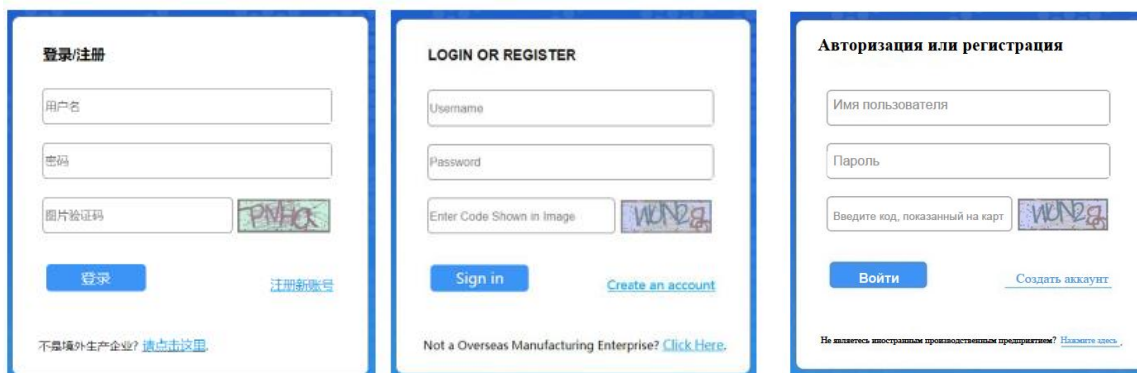 登录/注册
用户名
密码
图片验证码
登录
注册新账号
不是境外生产企业? 请点击这里.
LOGIN OR REGISTER
Username
Password
Enter Code Shown in Image
Sign in
Create an account
Not a Overseas Manufacturing Enterprise? Click Here.
Авторизация или регистрация
Имя пользователя
Пароль
Введите код, показанный на карт
Войти
Создать аккаунт
Не являетесь иностранным производственным предприятием? Нажмите здесь .